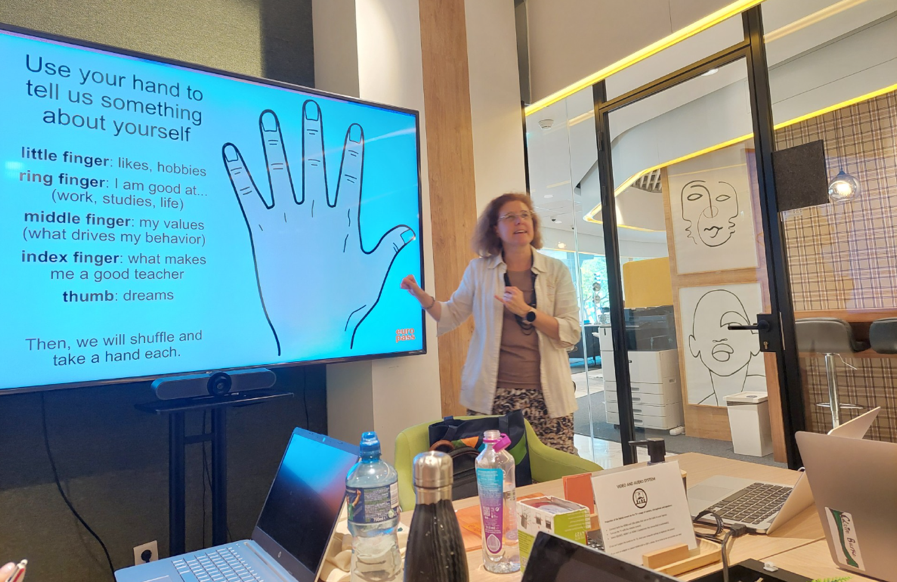 Use your hand to
tell us something
about yourself
little finger: likes, hobbies
ring finger: I am good at...
(work, studies, life)
middle finger: my values
(what drives my behavior)
index finger: what makes
me a good teacher
thumb: dreams
Then, we will shuffle and
take a hand each.